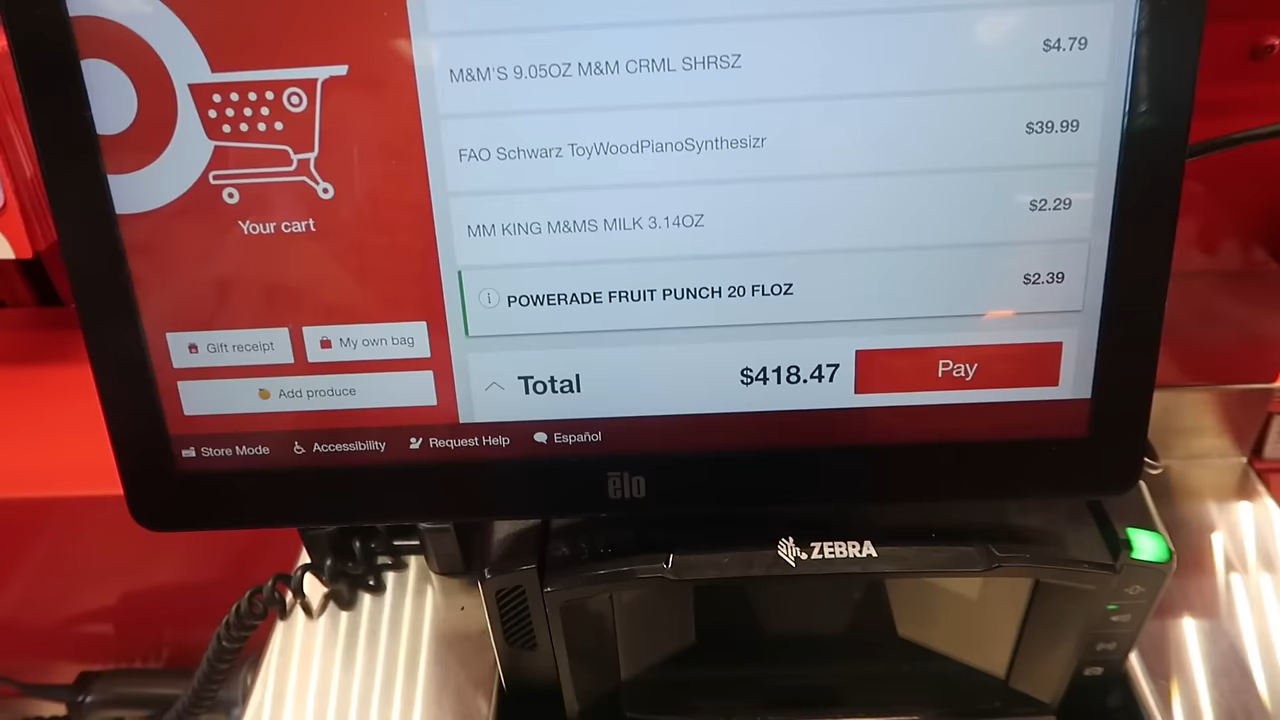 M&M'S 9.05OZ M&M CRML SHRSZ $4.79
FAO Schwarz ToyWoodPianoSynthesizr $39.99
MM KING M&MS MILK 3.14OZ $2.29
i POWERADE FRUIT PUNCH 20 FLOZ $2.39
Your cart
Gift receipt My own bag
Add produce
Total $418.47 Pay
Store Mode Accessibility Request Help Español
elo
ZEBRA